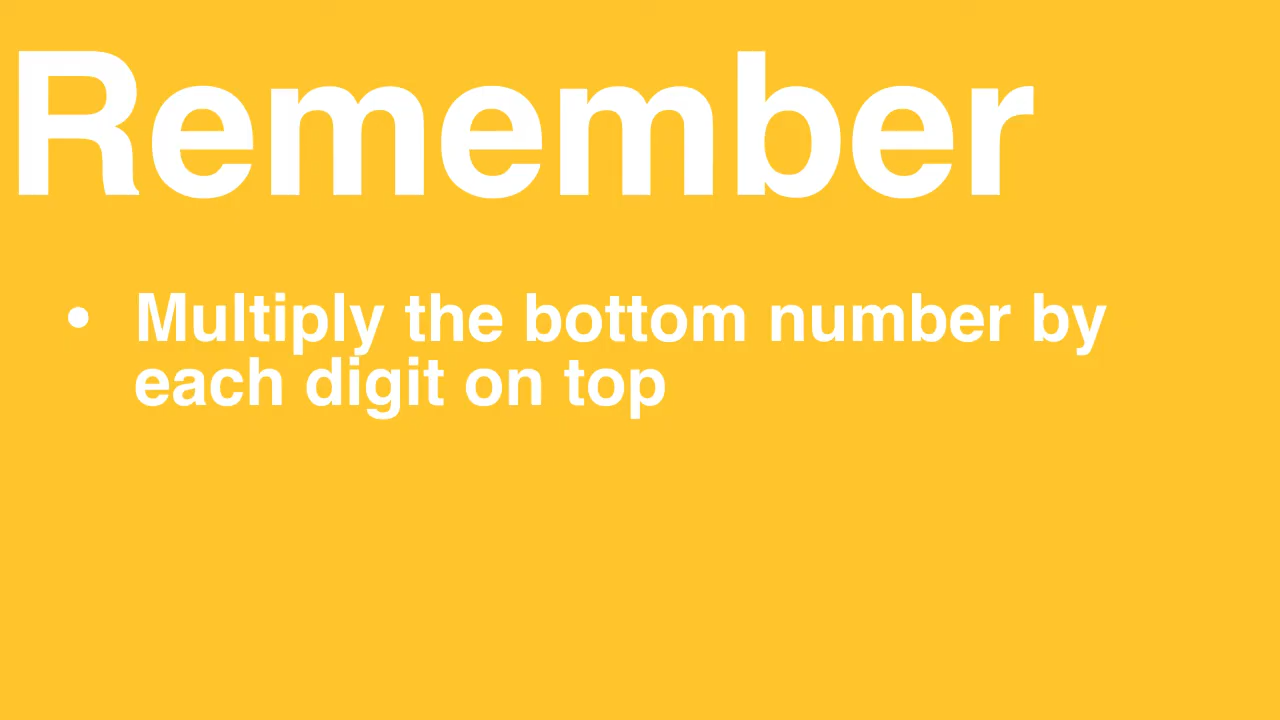 Remember
• Multiply the bottom number by
each digit on top